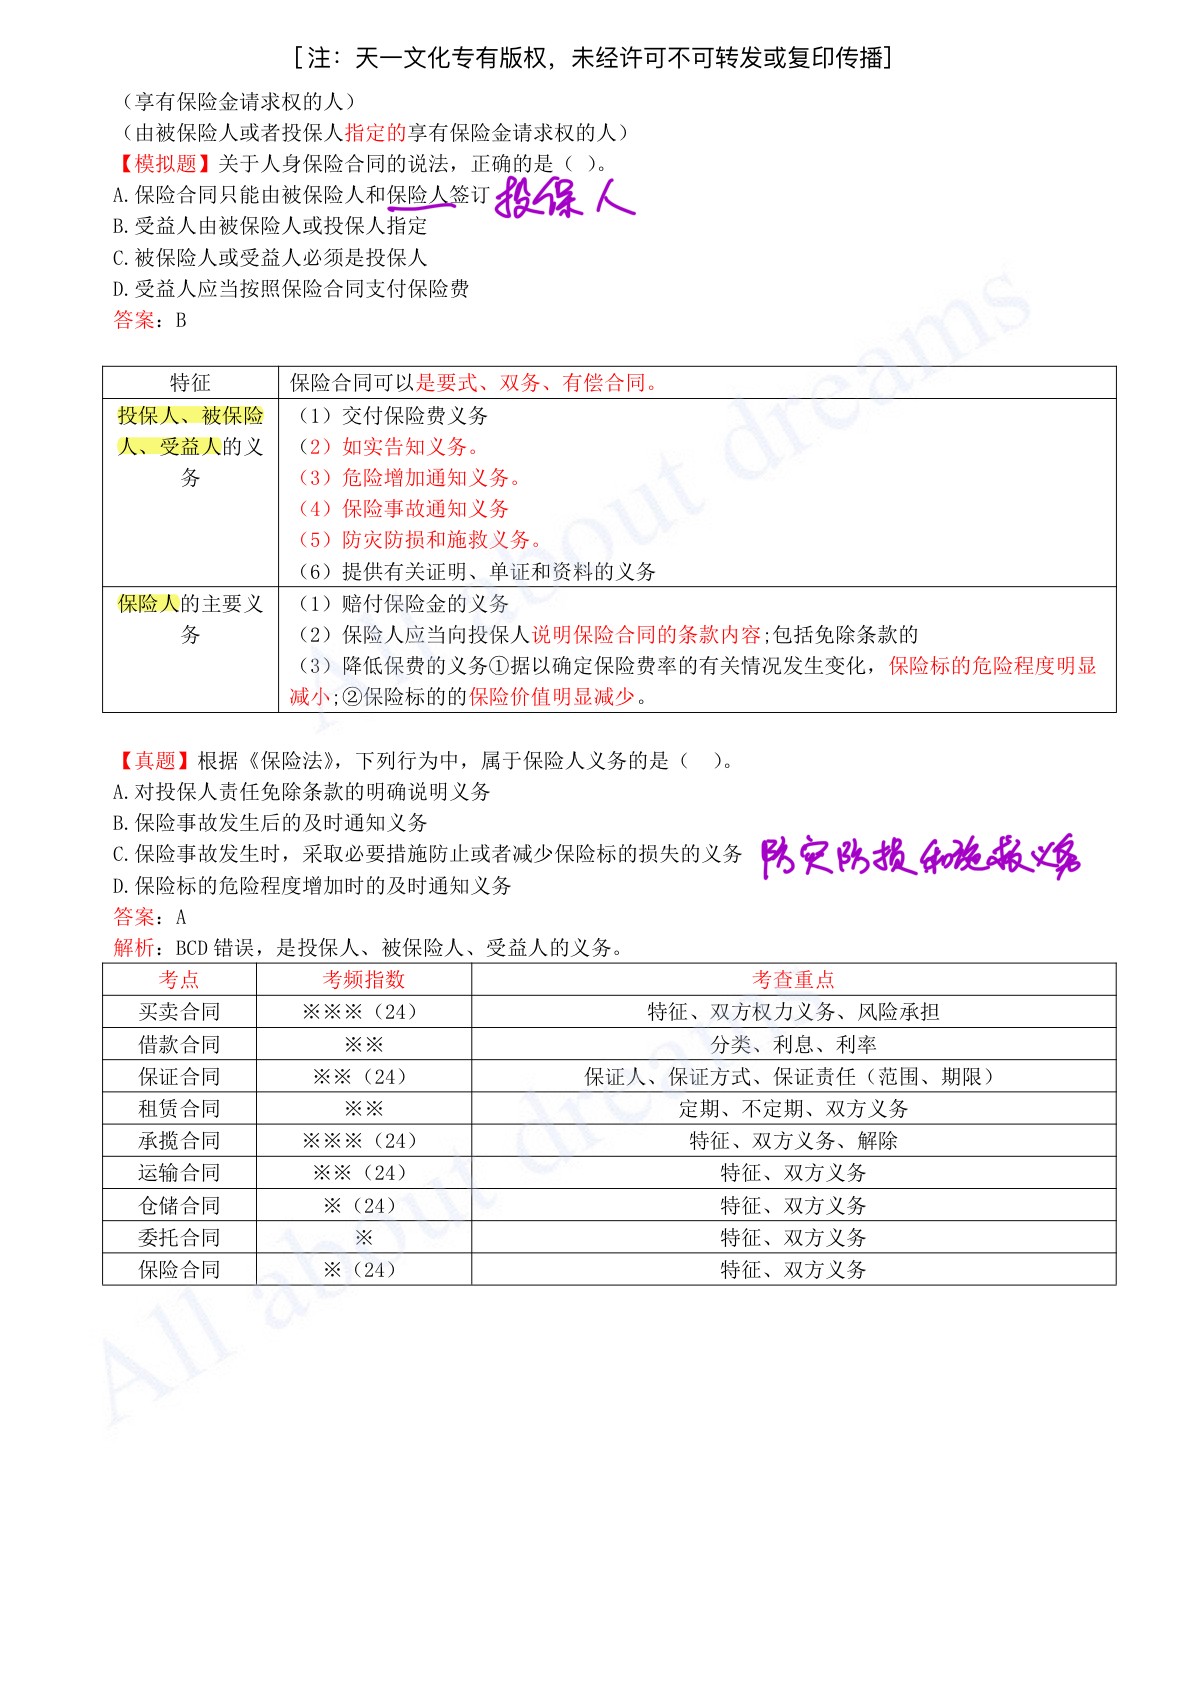 [注：天一文化专有版权，未经许可不可转发或复印传播]
（享有保险金请求权的人）
（由被保险人或者投保人指定的享有保险金请求权的人）
【模拟题】关于人身保险合同的说法，正确的是（ ）。
A.保险合同只能由被保险人和保险人签订 投保人
B.受益人由被保险人或投保人指定
C.被保险人或受益人必须是投保人
D.受益人应当按照保险合同支付保险费
答案：B
特征 保险合同可以是要式、双务、有偿合同。
投保人、被保险人、受益人的义务
（1）交付保险费义务
（2）如实告知义务。
（3）危险增加通知义务。
（4）保险事故通知义务
（5）防灾防损和施救义务。
（6）提供有关证明、单证和资料的义务
保险人的主要义务
（1）赔付保险金的义务
（2）保险人应当向投保人说明保险合同的条款内容;包括免除条款的
（3）降低保费的义务①据以确定保险费率的有关情况发生变化，保险标的危险程度明显
减小;②保险标的的保险价值明显减少。
【真题】根据《保险法》，下列行为中，属于保险人义务的是（ ）。
A.对投保人责任免除条款的明确说明义务
B.保险事故发生后的及时通知义务
C.保险事故发生时，采取必要措施防止或者减少保险标的损失的义务 防灾防损和施救义务
D.保险标的危险程度增加时的及时通知义务
答案：A
解析：BCD 错误，是投保人、被保险人、受益人的义务。
考点 考频指数 考查重点
买卖合同 ※※※（24） 特征、双方权力义务、风险承担
借款合同 ※※ 分类、利息、利率
保证合同 ※※（24） 保证人、保证方式、保证责任（范围、期限）
租赁合同 ※※ 定期、不定期、双方义务
承揽合同 ※※※（24） 特征、双方义务、解除
运输合同 ※※（24） 特征、双方义务
仓储合同 ※（24） 特征、双方义务
委托合同 ※ 特征、双方义务
保险合同 ※（24） 特征、双方义务
All about dreams
All about dreams